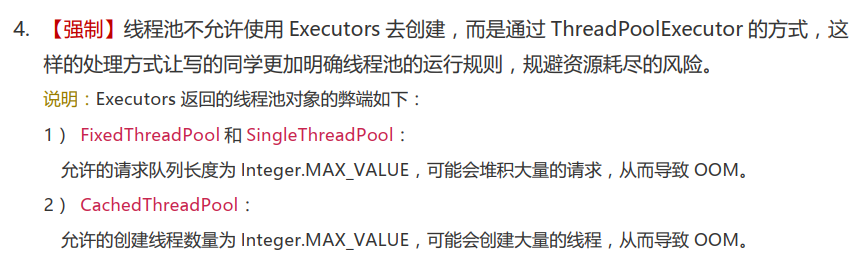 4. 【强制】线程池不允许使用 Executors 去创建，而是通过 ThreadPoolExecutor 的方式，这
样的处理方式让写的同学更加明确线程池的运行规则，规避资源耗尽的风险。
说明：Executors 返回的线程池对象的弊端如下：
1） FixedThreadPool 和 SingleThreadPool：
允许的请求队列长度为 Integer.MAX_VALUE，可能会堆积大量的请求，从而导致 OOM。
2） CachedThreadPool：
允许的创建线程数量为 Integer.MAX_VALUE，可能会创建大量的线程，从而导致 OOM。